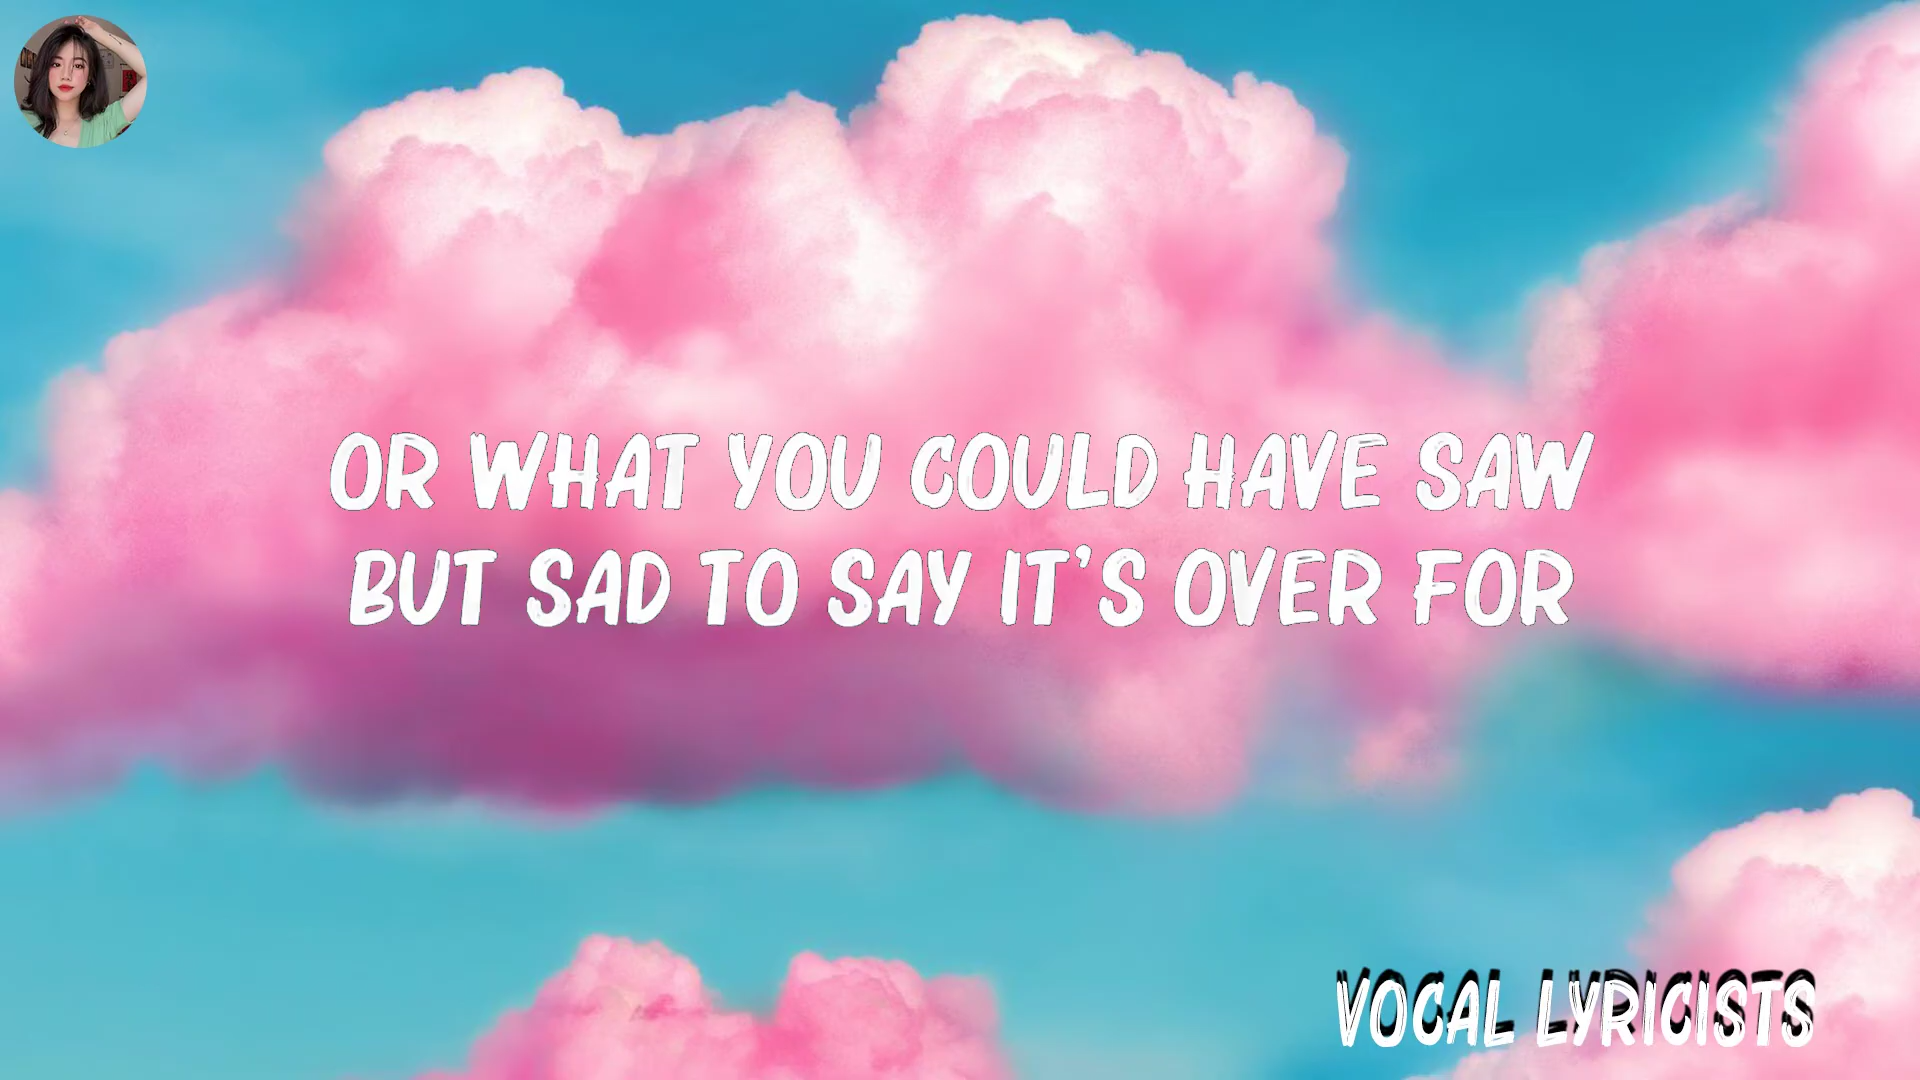 OR WHAT YOU COULD HAVE SAW
BUT SAD TO SAY IT'S OVER FOR
VOCAL LYRICISTS